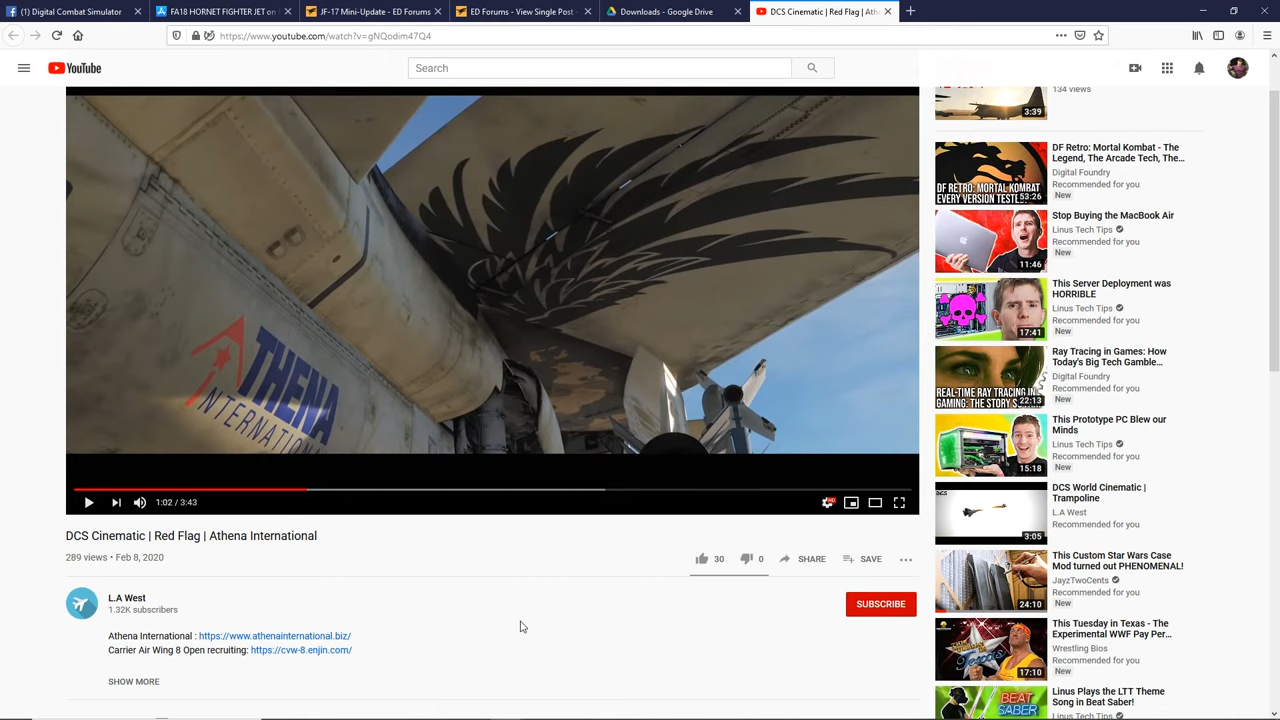 (1) Digital Combat Simulator
FA18 HORNET FIGHTER JET on
JF-17 Mini-Update - ED Forums
ED Forums - View Single Post -
Downloads - Google Drive
DCS Cinematic | Red Flag | Ath
https://www.youtube.com/watch?v=gNQodim47Q4
YouTube
Search
134 views
3:39
DF RETRO: MORTAL KOMBAT
EVERY VERSION TESTE
53:26
DF Retro: Mortal Kombat - The
Legend, The Arcade Tech, The...
Digital Foundry
Recommended for you
New
11:46
Stop Buying the MacBook Air
Linus Tech Tips
Recommended for you
New
17:41
This Server Deployment was
HORRIBLE
Linus Tech Tips
Recommended for you
New
REAL-TIME RAY TRACING IN
GAMING: THE STORY S
22:13
Ray Tracing in Games: How
Today's Big Tech Gamble...
Digital Foundry
Recommended for you
New
15:18
This Prototype PC Blew our
Minds
Linus Tech Tips
Recommended for you
New
DCS
3:05
DCS World Cinematic |
Trampoline
L.A West
Recommended for you
24:10
This Custom Star Wars Case
Mod turned out PHENOMENAL!
JayzTwoCents
Recommended for you
New
17:10
This Tuesday in Texas - The
Experimental WWF Pay Per...
Wrestling Bios
Recommended for you
New
BEAT
SABER
Linus Plays the LTT Theme
Song in Beat Saber!
Linus Tech Tips
1:02 / 3:43
HD
DCS Cinematic | Red Flag | Athena International
289 views • Feb 8, 2020
30
0
SHARE
SAVE
L.A West
1.32K subscribers
SUBSCRIBE
Athena International : https://www.athenainternational.biz/
Carrier Air Wing 8 Open recruiting: https://cvw-8.enjin.com/
SHOW MORE